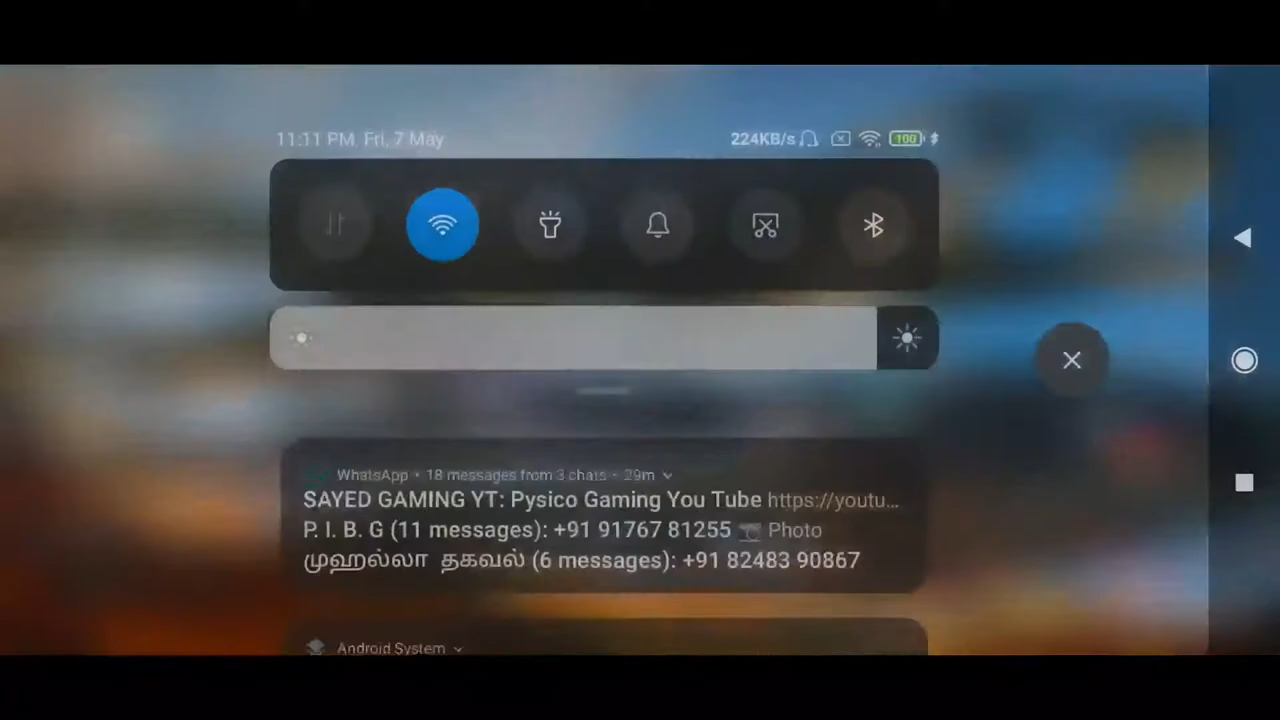 11:11 PM, Fri, 7 May
224KB/s 100
WhatsApp • 18 messages from 3 chats • 29m
SAYED GAMING YT: Pysico Gaming You Tube https://youtu...
P. I. B. G (11 messages): +91 91767 81255 📷 Photo
முஹல்லா தகவல் (6 messages): +91 82483 90867
Android System